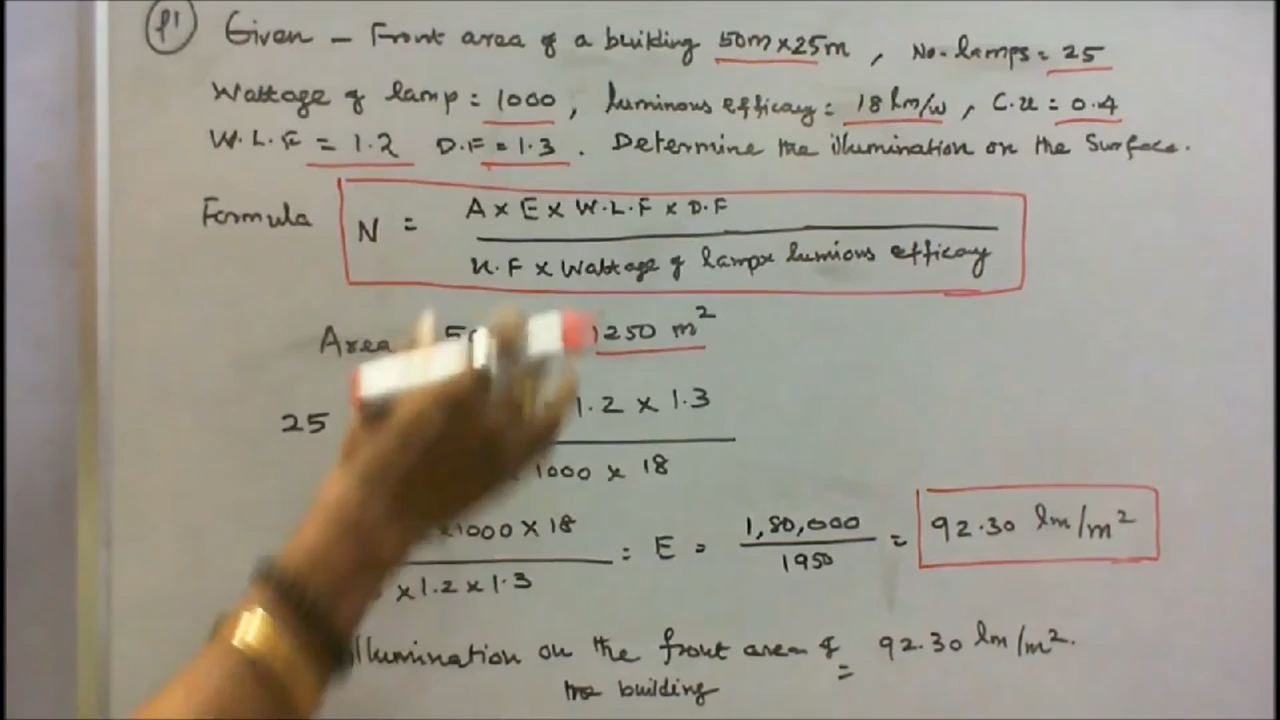 P1 Given - Front area of a building 50m×25m, No. lamps = 25
Wattage of lamp = 1000, luminous efficacy = 18 lm/w, C.U = 0.4
W.L.F = 1.2 D.F = 1.3. Determine the illumination on the surface.
Formula N = A × E × W.L.F × D.F
U.F × Wattage of lamp × lumious efficay
Area 1250 m²
25 1.2 × 1.3
1000 × 18
×1000 × 18
= E = 1,80,000 / 1950 = 92.30 lm/m²
×1.2×1.3
Illumination on the front area of = 92.30 lm/m².
the building